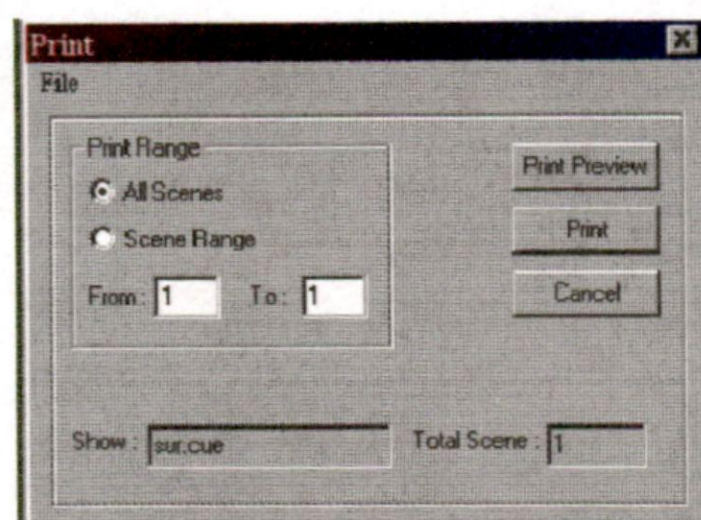 Print
File
Print Range
All Scenes
Scene Range
From : 1 To : 1
Print Preview
Print
Cancel
Show : sur.cue
Total Scene : 1